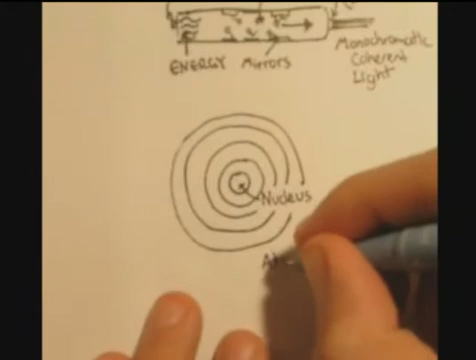 ENERGY
Mirrors
Monochromatic
Coherent
Light
Nucleus